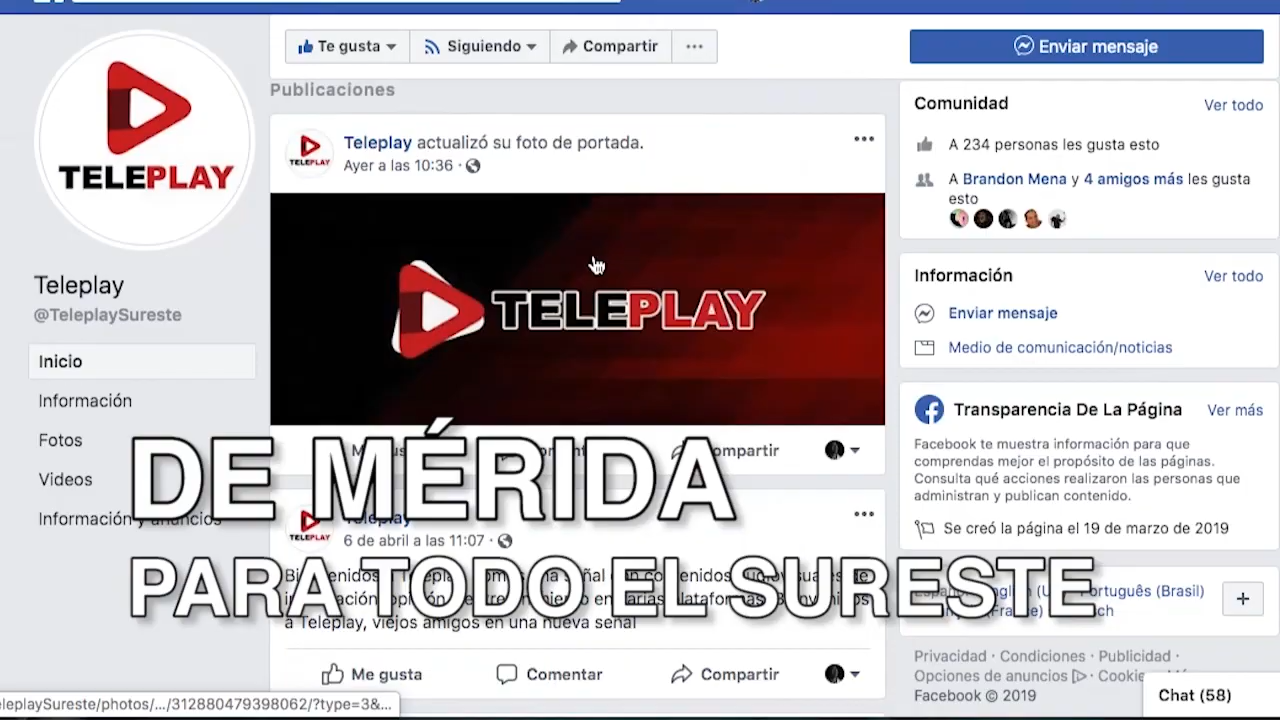 TELEPLAY
Teleplay
@TeleplaySureste
Inicio
Información
Fotos
Videos
Información y anuncios
Te gusta
Siguiendo
Compartir
Enviar mensaje
Publicaciones
TELEPLAY
Teleplay actualizó su foto de portada.
Ayer a las 10:36 ·
TELEPLAY
DE MÉRIDA
PARA TODO EL SURESTE
TELEPLAY
Teleplay
6 de abril a las 11:07 ·
a Teleplay, viejos amigos en una nueva señal
Me gusta
Comentar
Compartir
Comunidad
Ver todo
A 234 personas les gusta esto
A Brandon Mena y 4 amigos más les gusta
esto
Información
Ver todo
Enviar mensaje
Medio de comunicación/noticias
Transparencia De La Página
Ver más
Facebook te muestra información para que
comprendas mejor el propósito de las páginas.
Consulta qué acciones realizaron las personas que
administran y publican contenido.
Se creó la página el 19 de marzo de 2019
Português (Brasil)
Privacidad · Condiciones · Publicidad ·
Opciones de anuncios
Facebook © 2019
Chat (58)
eleplaySureste/photos/.../312880479398062/?type=3&...